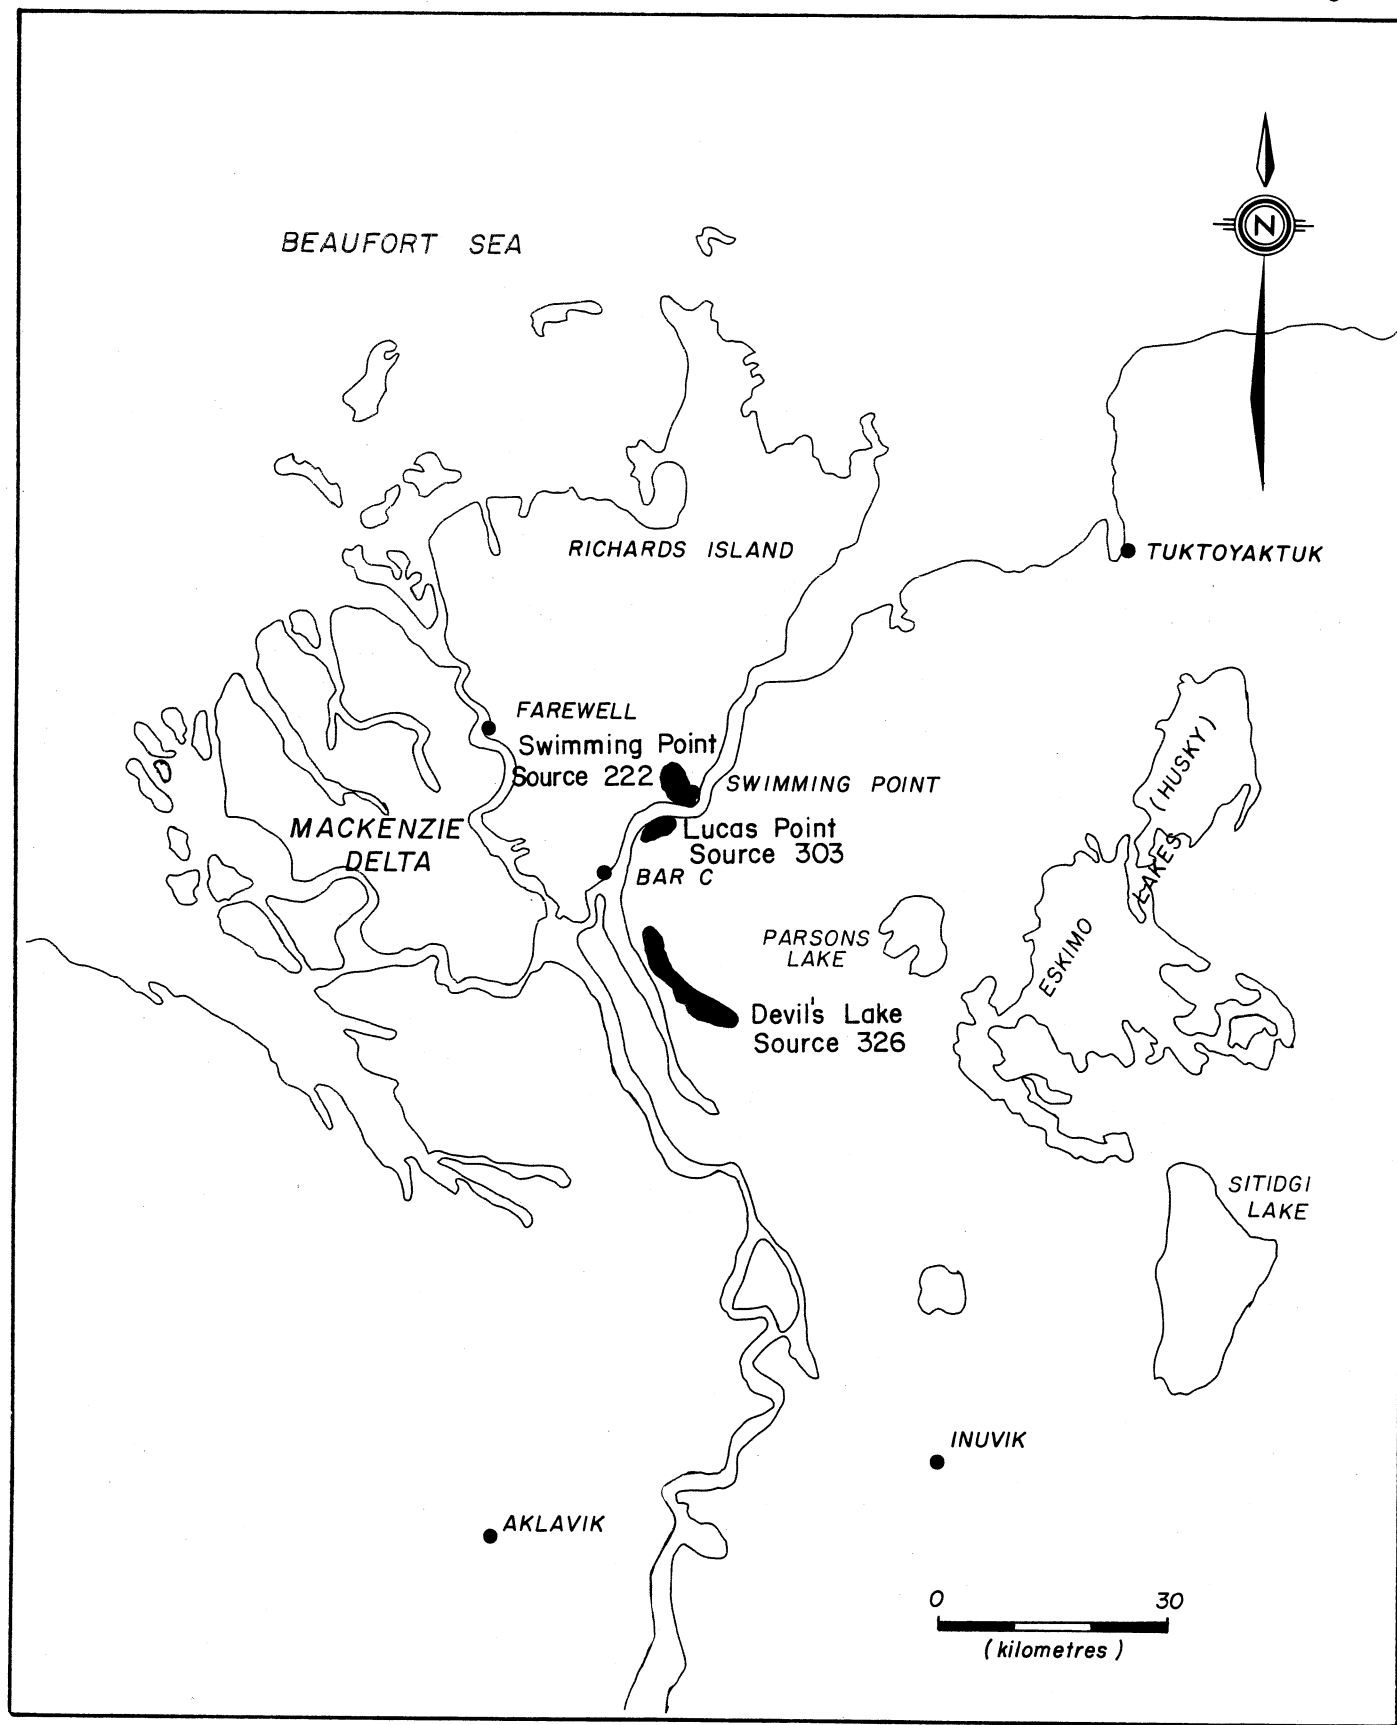 BEAUFORT SEA
N
RICHARDS ISLAND
TUKTOYAKTUK
FAREWELL
Swimming Point
Source 222
SWIMMING POINT
(HUSKY)
MACKENZIE
DELTA
Lucas Point
Source 303
LAKES
BAR C
PARSONS
LAKE
ESKIMO
Devil's Lake
Source 326
SITIDGI
LAKE
INUVIK
AKLAVIK
0 30
(kilometres)